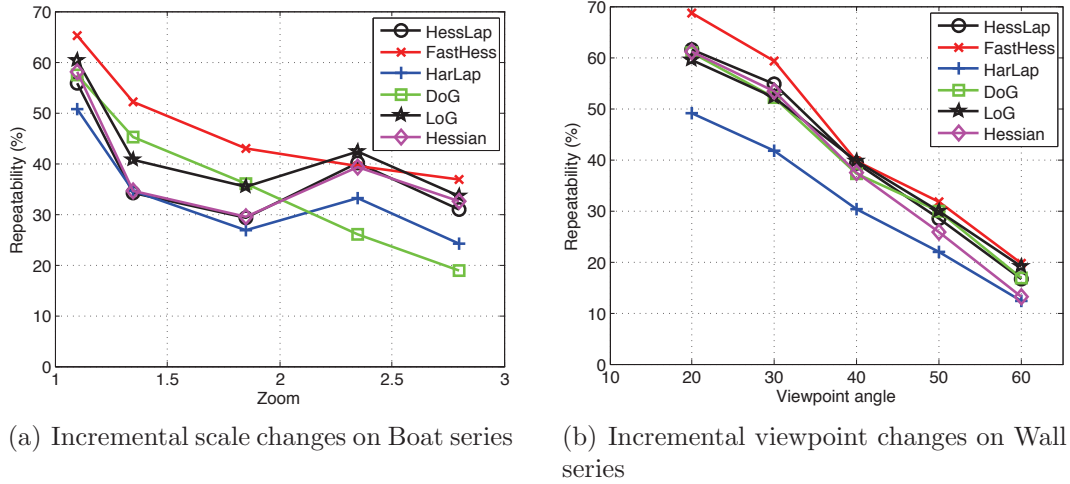 70
60
50
40
30
20
10
0
Repeatability (%)
1 1.5 2 2.5 3
Zoom
HessLap
FastHess
HarLap
DoG
LoG
Hessian
(a) Incremental scale changes on Boat series
70
60
50
40
30
20
10
0
Repeatability (%)
10 20 30 40 50 60
Viewpoint angle
HessLap
FastHess
HarLap
DoG
LoG
Hessian
(b) Incremental viewpoint changes on Wall
series